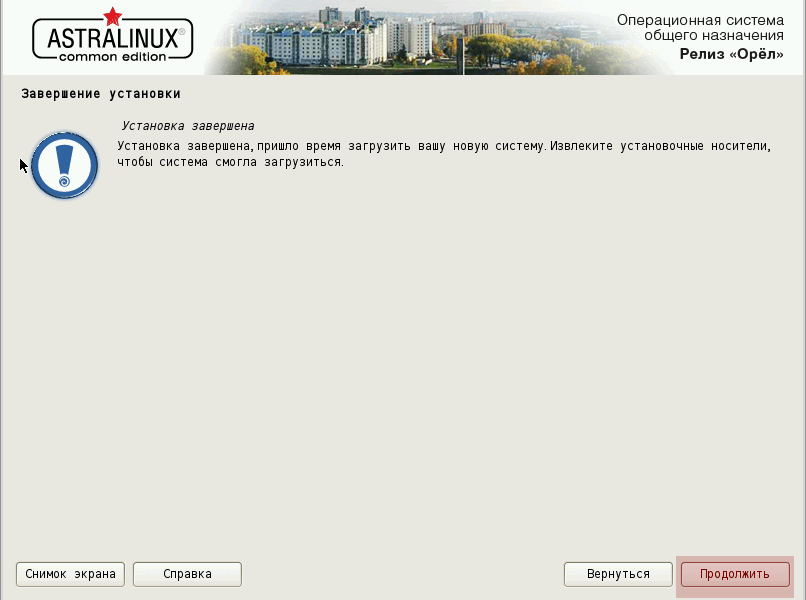 ASTRALINUX®
common edition
Операционная система
общего назначения
Релиз «Орёл»
Завершение установки
Установка завершена
Установка завершена, пришло время загрузить вашу новую систему. Извлеките установочные носители,
чтобы система смогла загрузиться.
Снимок экрана
Справка
Вернуться
Продолжить